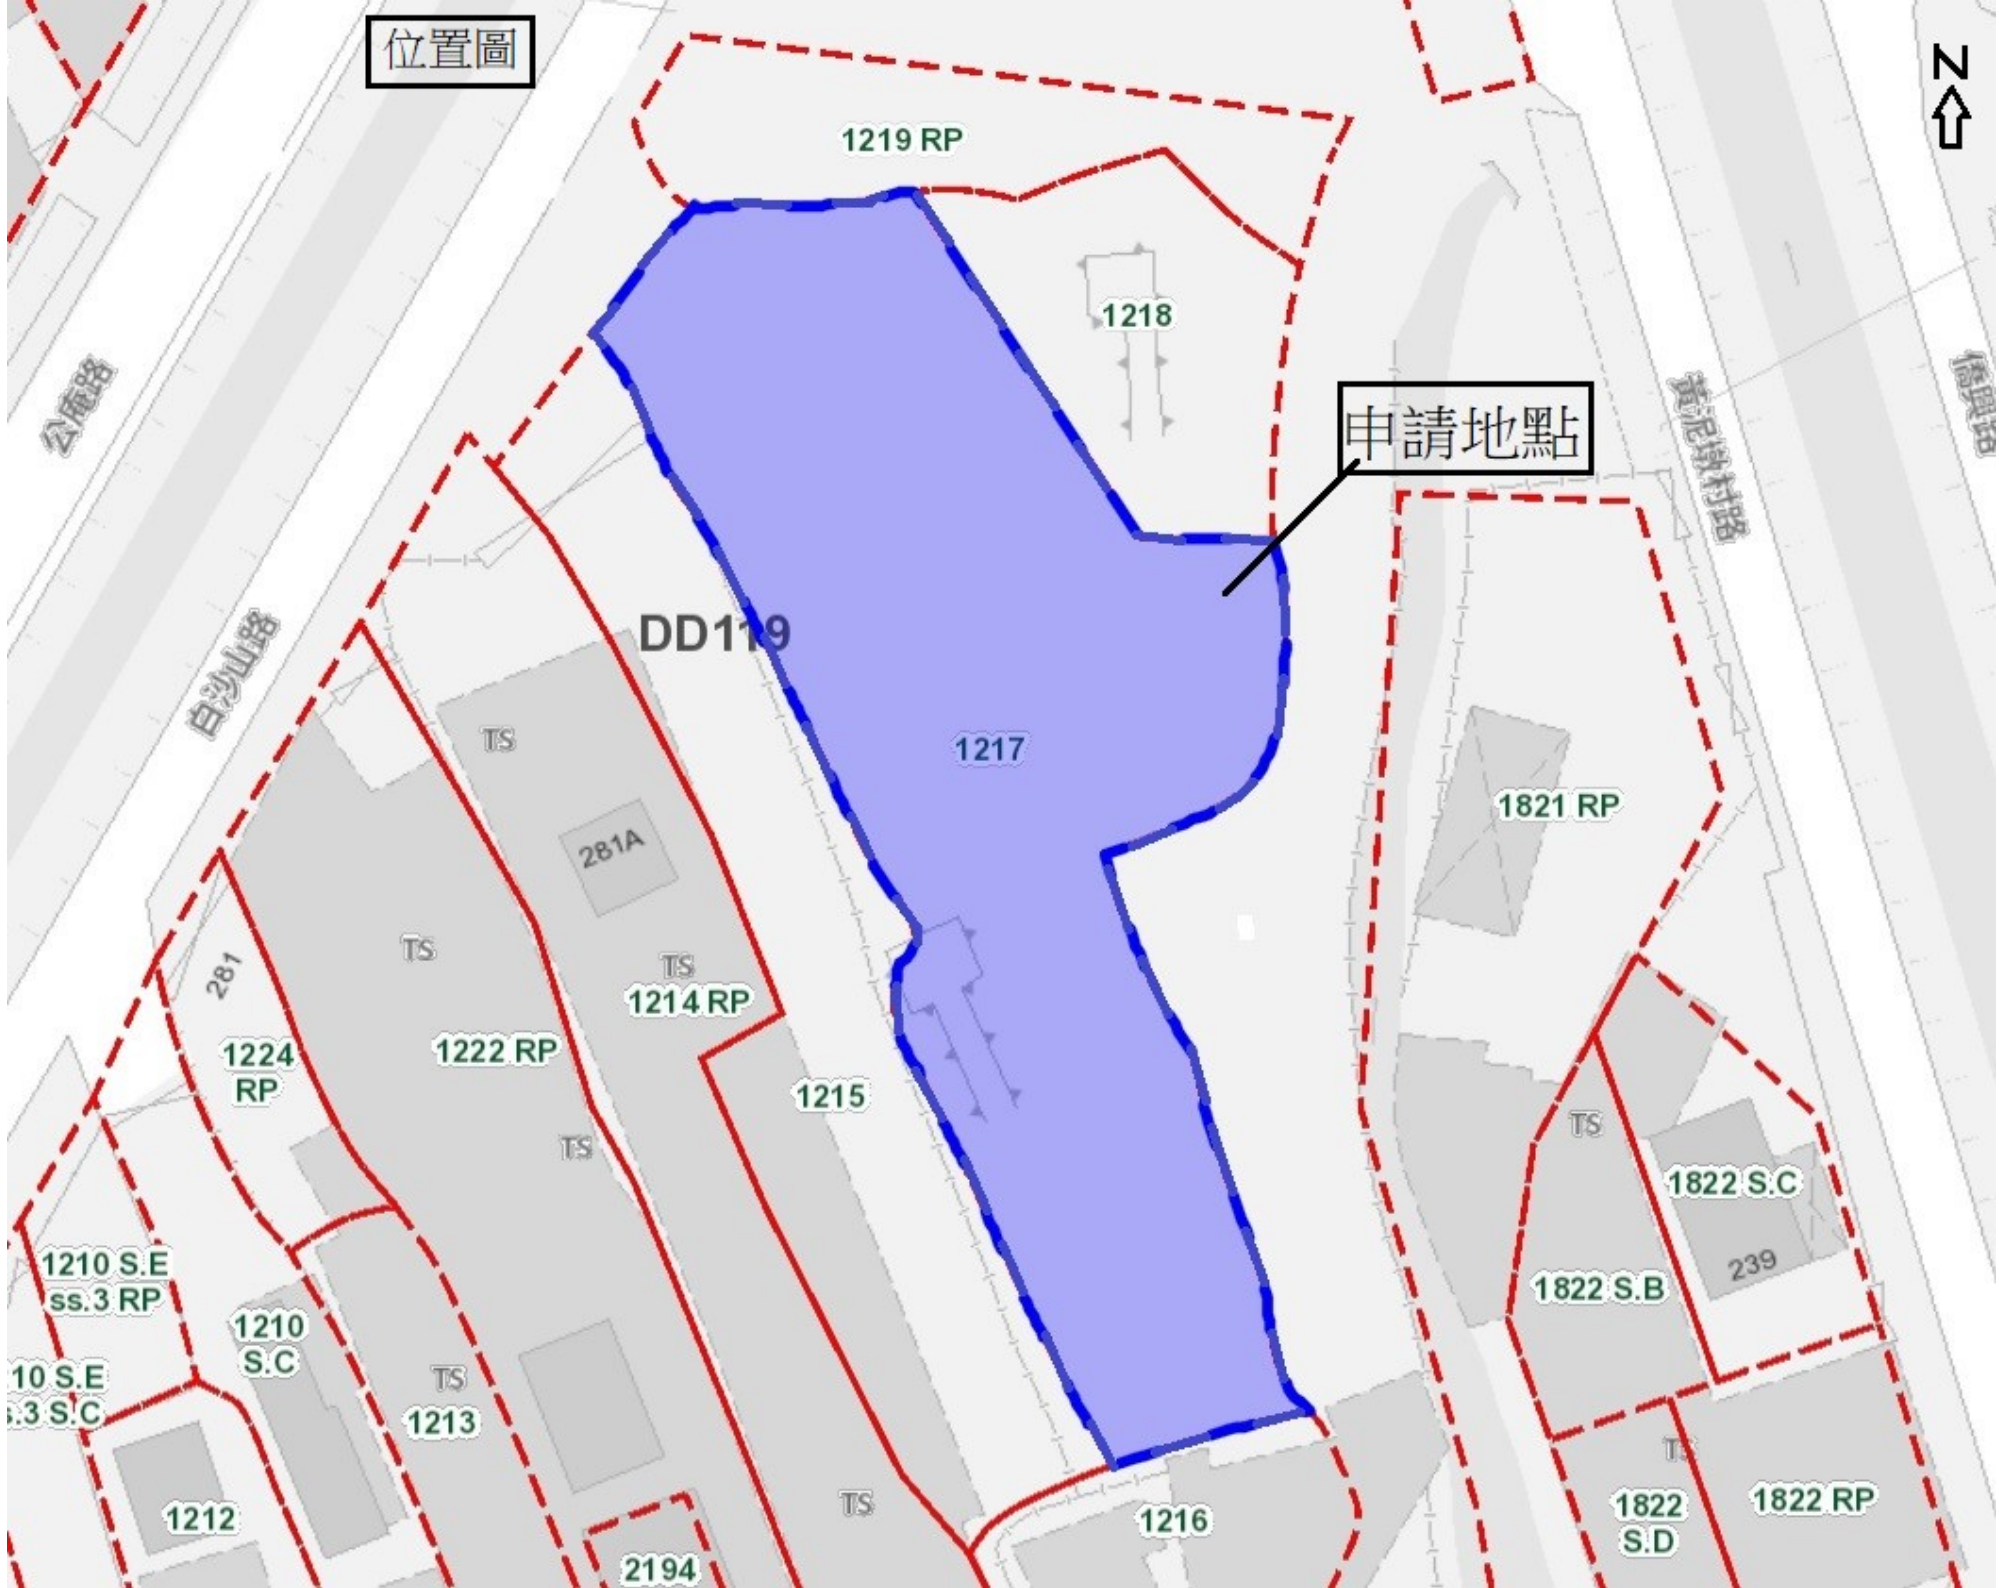 位置圖
N
1219 RP
1218
公庵路
申請地點
黃泥墩村路
僑興路
DD119
白沙山路
TS
1217
281A
1821 RP
TS
TS
281
1214 RP
1224
RP
1222 RP
1215
TS
TS
1822 S.C
239
1210 S.E
ss.3 RP
1822 S.B
1210
S.C
10 S.E
s.3 S.C
TS
1213
TS
TS
1212
1216
1822
S.D
1822 RP
2194